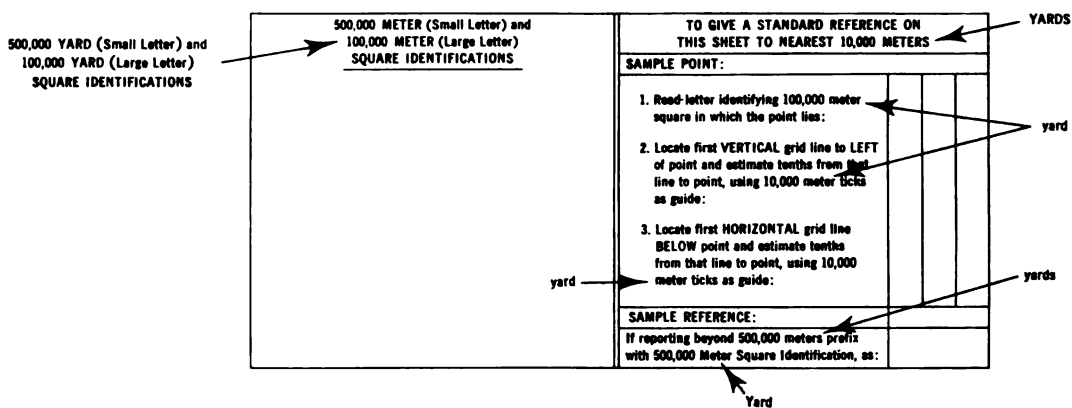 500,000 YARD (Small Letter) and
100,000 YARD (Large Letter)
SQUARE IDENTIFICATIONS
500,000 METER (Small Letter) and
100,000 METER (Large Letter)
SQUARE IDENTIFICATIONS
TO GIVE A STANDARD REFERENCE ON
THIS SHEET TO NEAREST 10,000 METERS
YARDS
SAMPLE POINT:
1. Read letter identifying 100,000 meter
square in which the point lies:
yard
2. Locate first VERTICAL grid line to LEFT
of point and estimate tenths from that
line to point, using 10,000 meter ticks
as guide:
3. Locate first HORIZONTAL grid line
BELOW point and estimate tenths
from that line to point, using 10,000
meter ticks as guide:
yard
yards
SAMPLE REFERENCE:
If reporting beyond 500,000 meters prefix
with 500,000 Meter Square Identification, as:
Yard